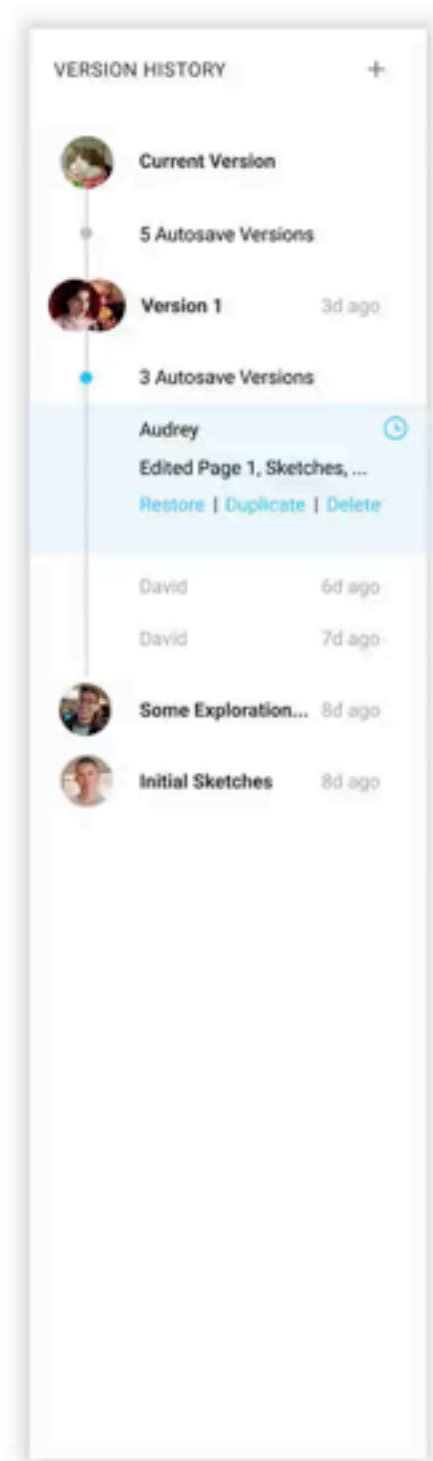 VERSION HISTORY +
Current Version
5 Autosave Versions
Version 1 3d ago
3 Autosave Versions
Audrey
Edited Page 1, Sketches, ...
Restore | Duplicate | Delete
David 6d ago
David 7d ago
Some Exploration... 8d ago
Initial Sketches 8d ago